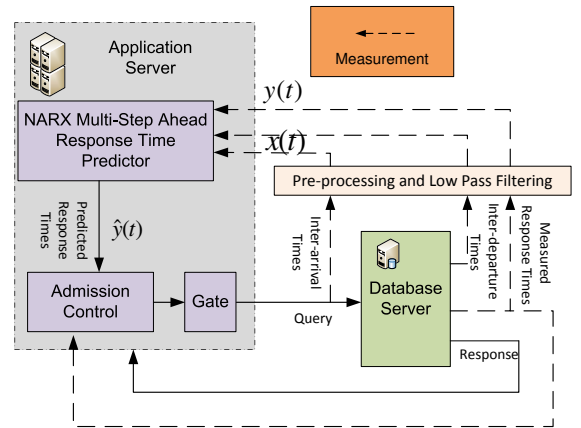 Application
Server
Measurement
y(t)
x(t)
NARX Multi-Step Ahead
Response Time
Predictor
Pre-processing and Low Pass Filtering
Predicted
Response
Times
ŷ(t)
Inter-arrival
Times
Inter-departure
Times
Measured
Response Times
Admission
Control
Gate
Query
Database
Server
Response